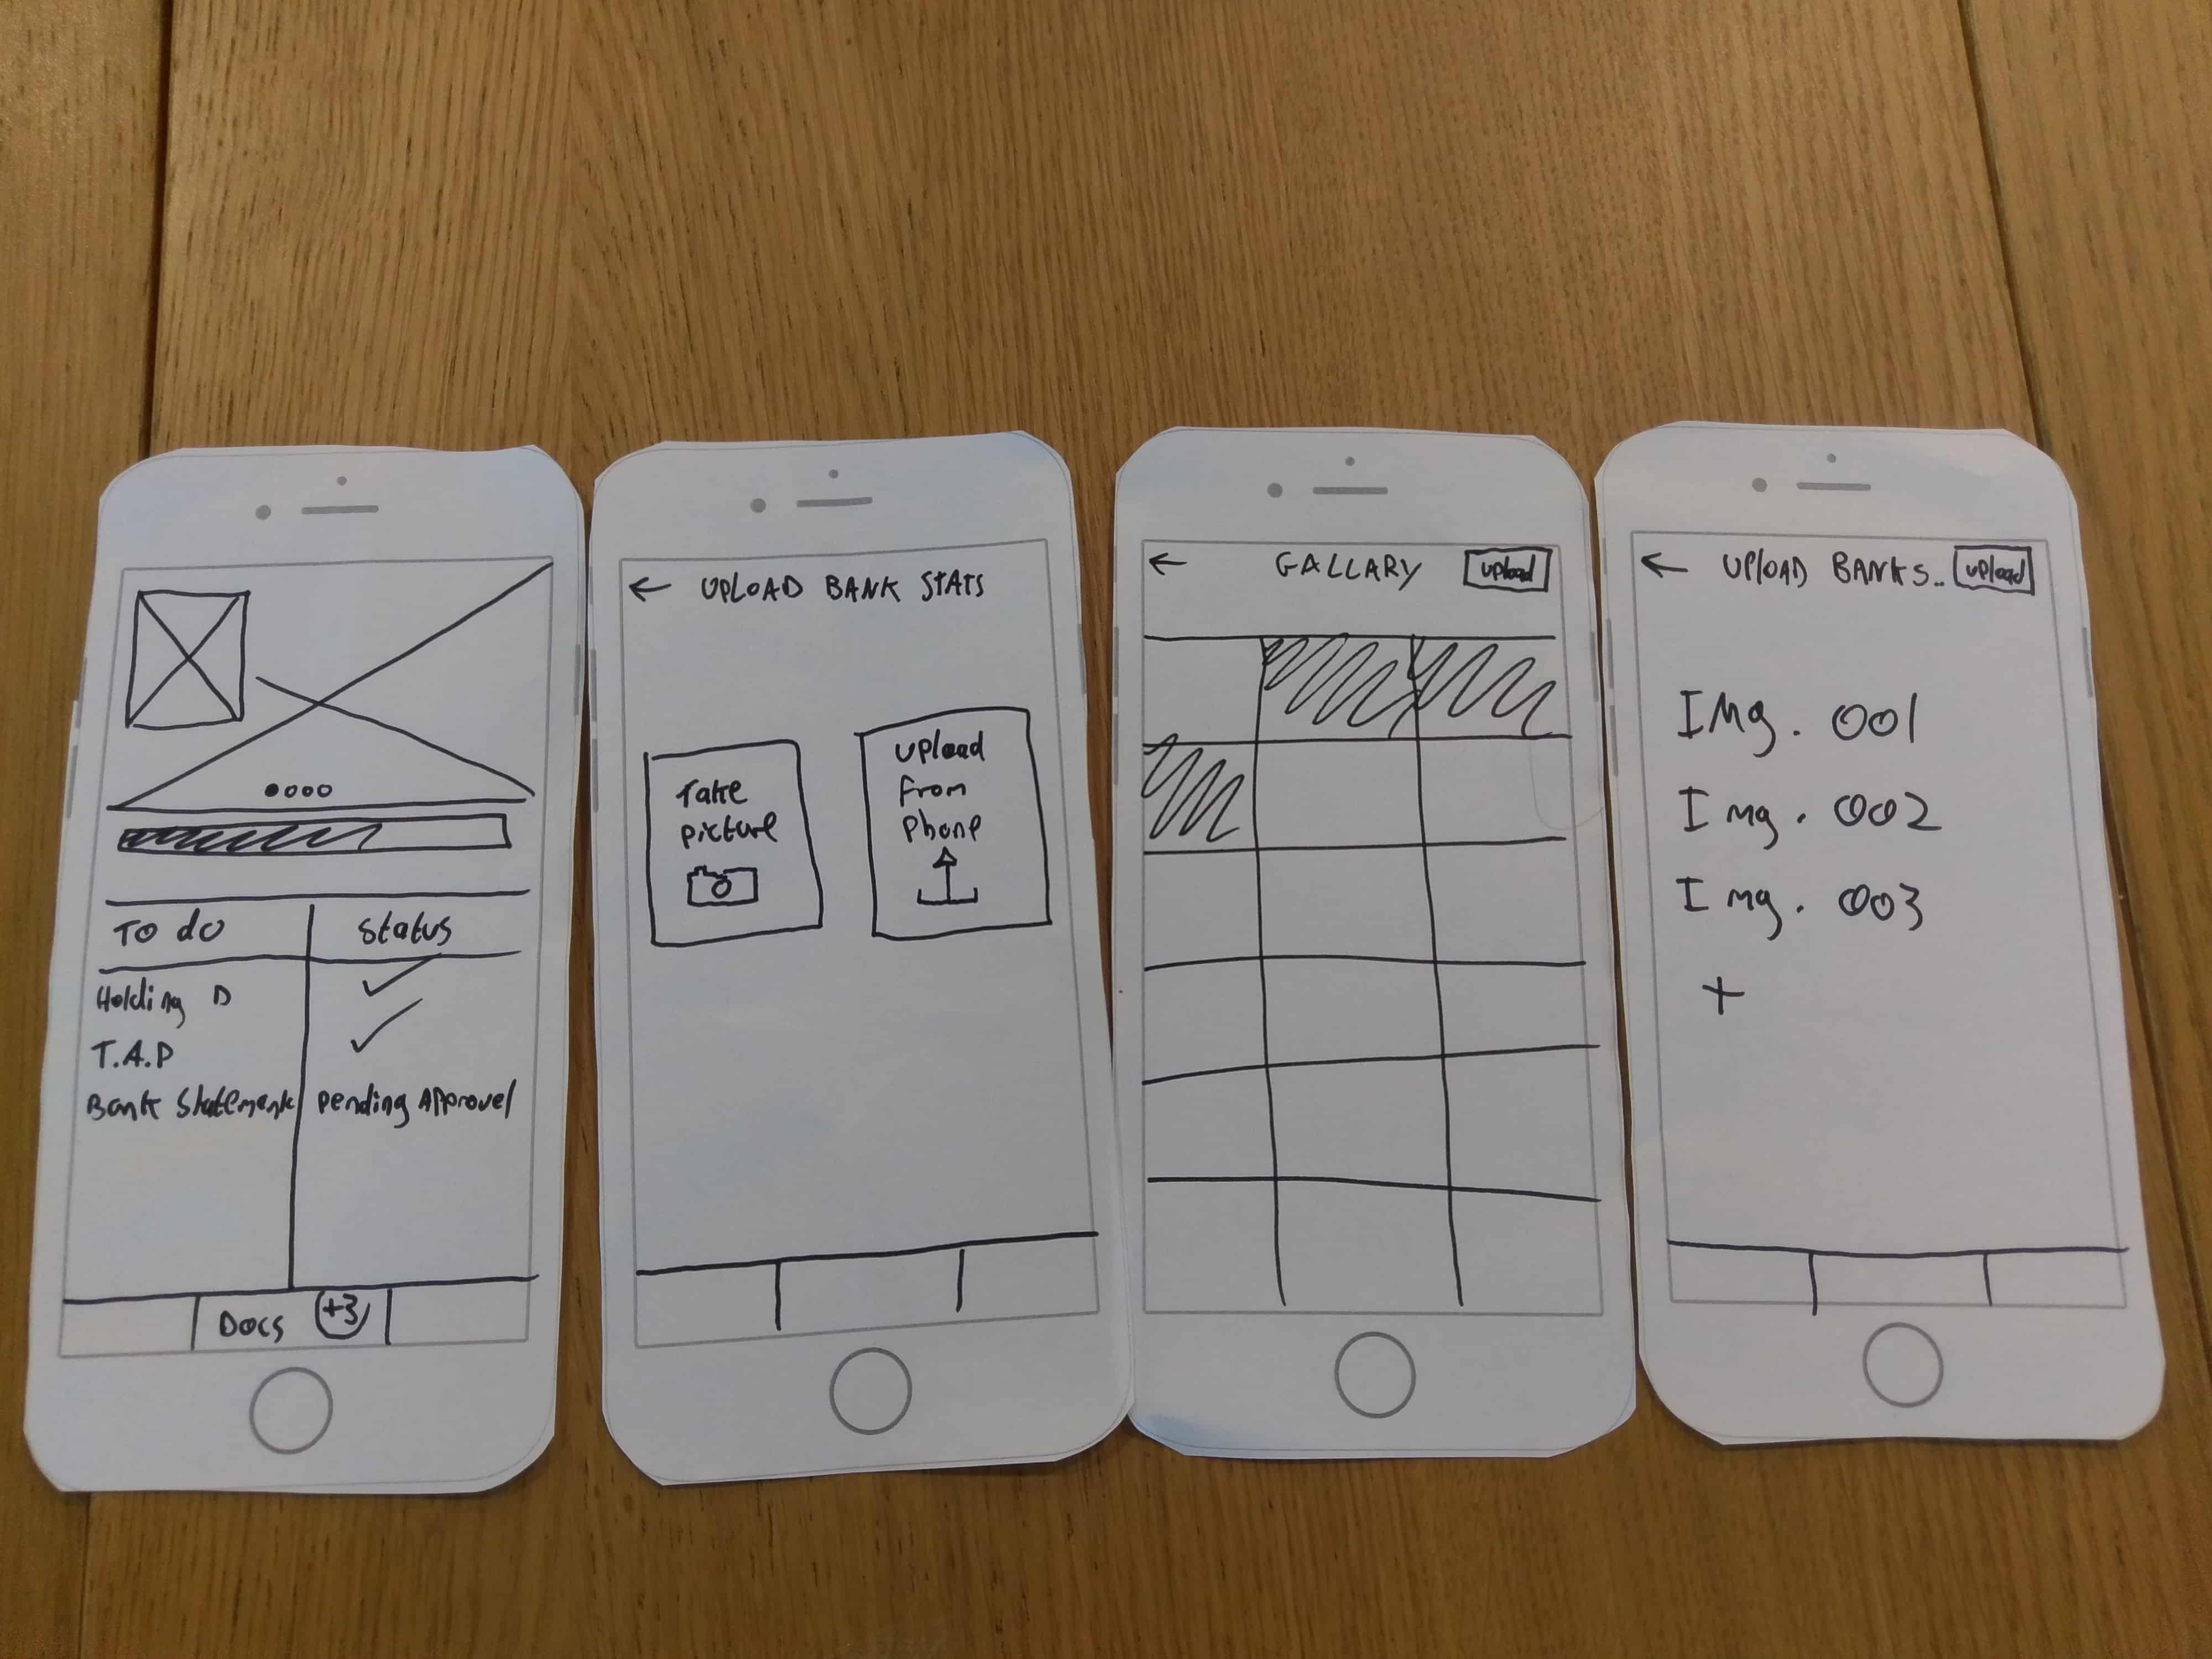 To do Status
Holding D
T.A.P
Bank Statement Pending Approvel
Docs +3
← UPLOAD BANK STATS
Take
picture
upload
from
phone
← GALLARY upload
← UPlOAD BANKS.. upload
IMg. 001
Img. 002
Img. 003
+